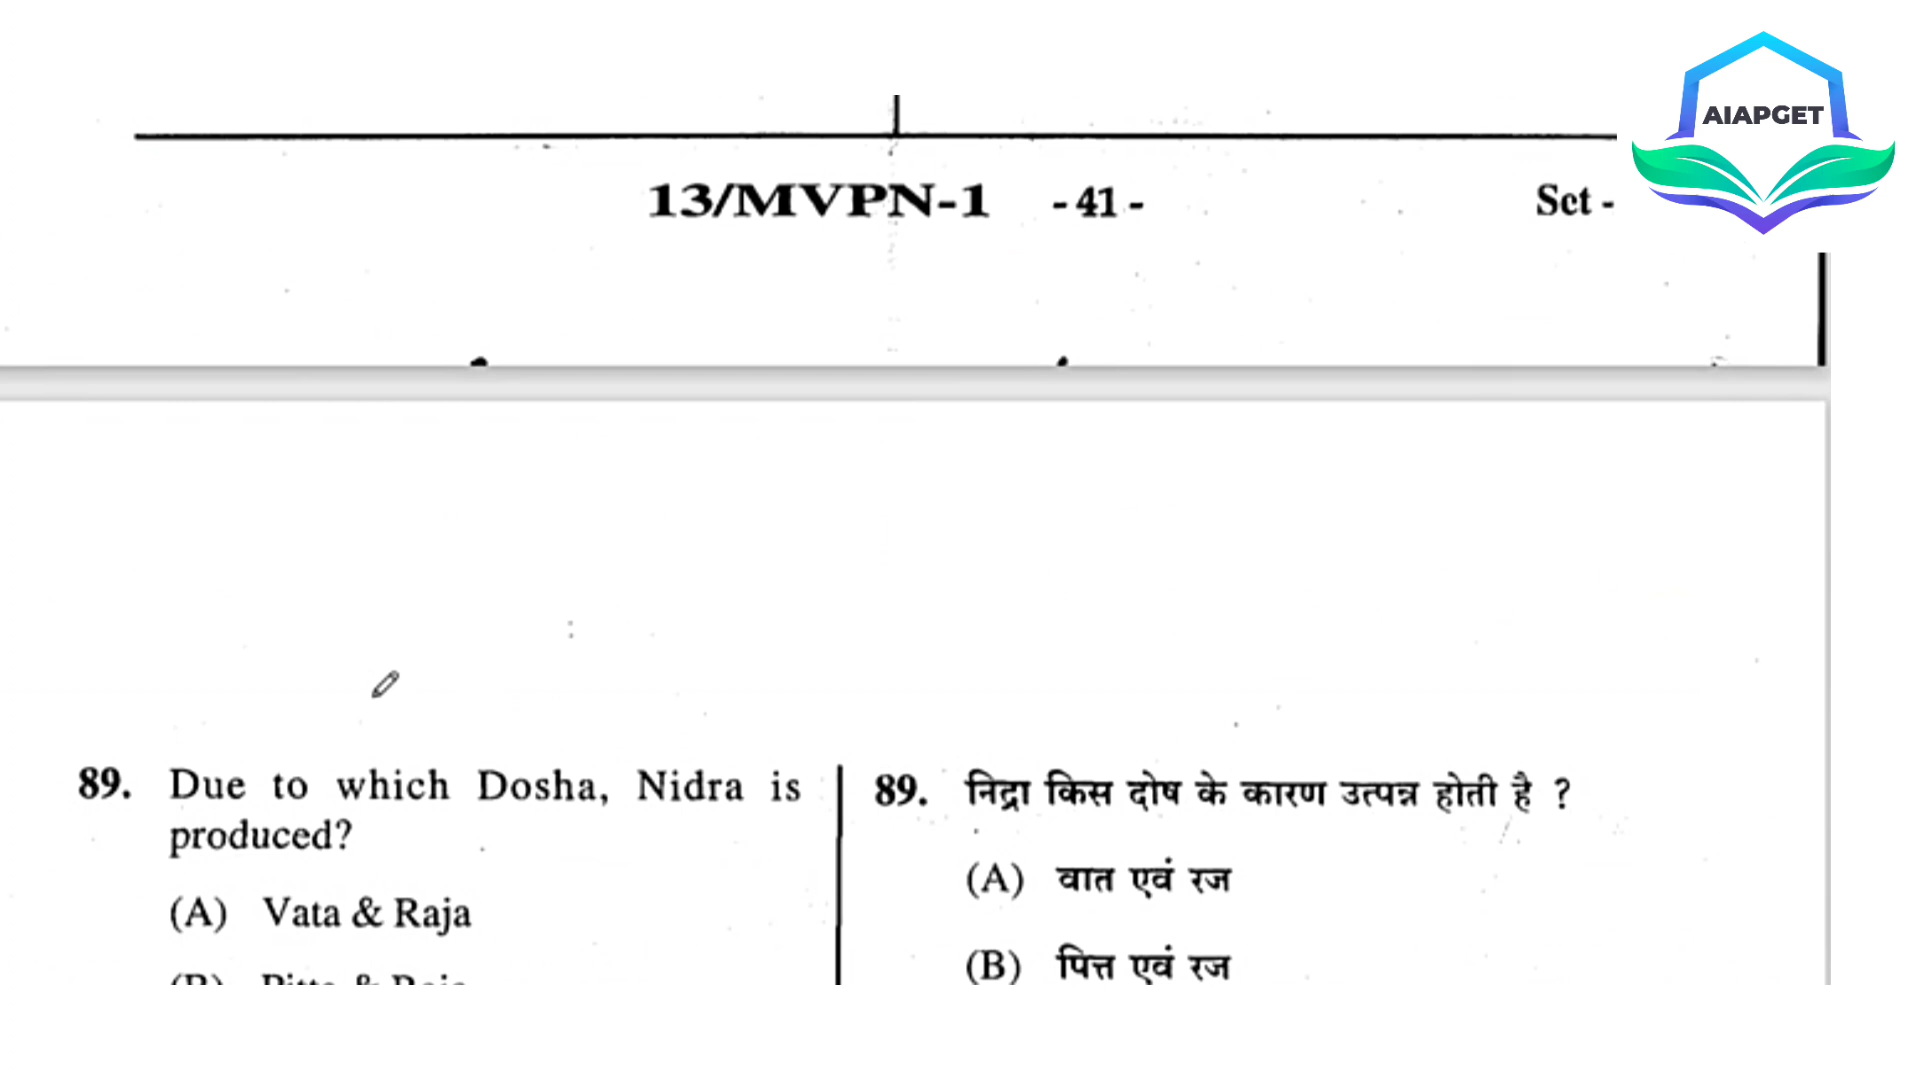 AIAPGET
13/MVPN-1 - 41 - Set -
89. Due to which Dosha, Nidra is
produced?
(A) Vata & Raja
89. निद्रा किस दोष के कारण उत्पन्न होती है ?
(A) वात एवं रज
(B) पित्त एवं रज